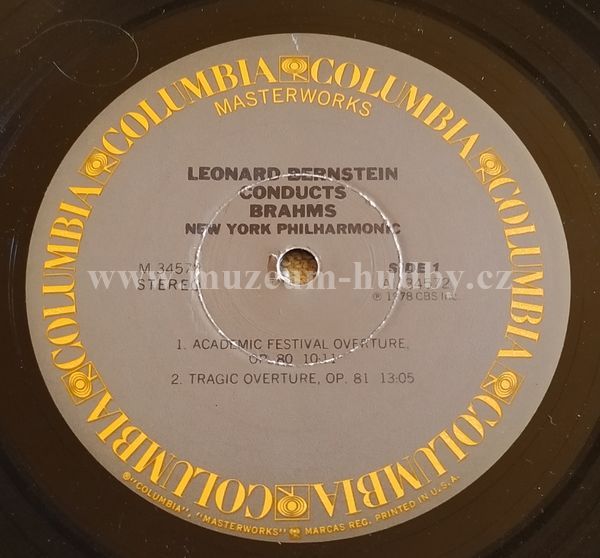 COLUMBIA COLUMBIA COLUMBIA COLUMBIA COLUMBIA COLUMBIA COLUMBIA COLUMBIA
MASTERWORKS
LEONARD BERNSTEIN
CONDUCTS
BRAHMS
NEW YORK PHILHARMONIC
STEREO
SIDE 1
℗ 1978 CBS Inc.
www.muzeum-hudby.cz
1. ACADEMIC FESTIVAL OVERTURE,
OP. 80
2. TRAGIC OVERTURE, OP. 81 13:05
® "COLUMBIA", "MASTERWORKS" MARCAS REG. PRINTED IN U.S.A.